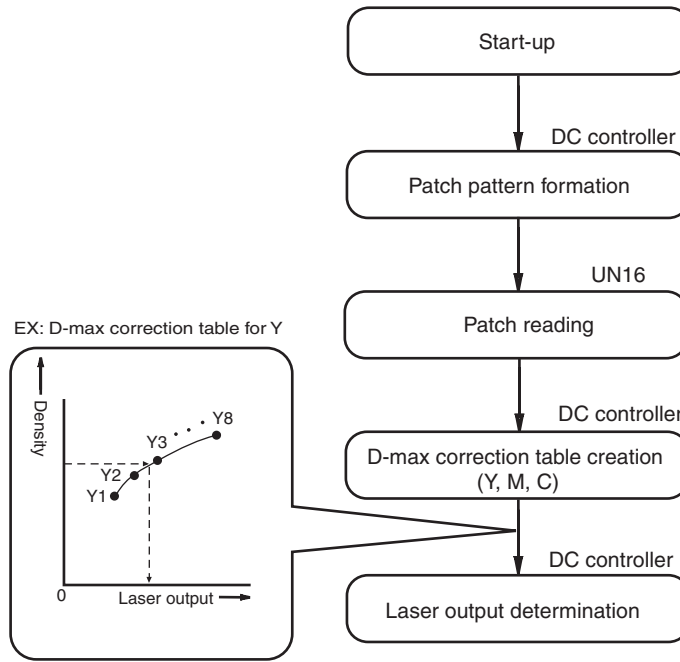 Start-up
DC controller
Patch pattern formation
UN16
Patch reading
DC controller
D-max correction table creation
(Y, M, C)
DC controller
Laser output determination
EX: D-max correction table for Y
Density
Y8
Y3
Y2
Y1
0
Laser output